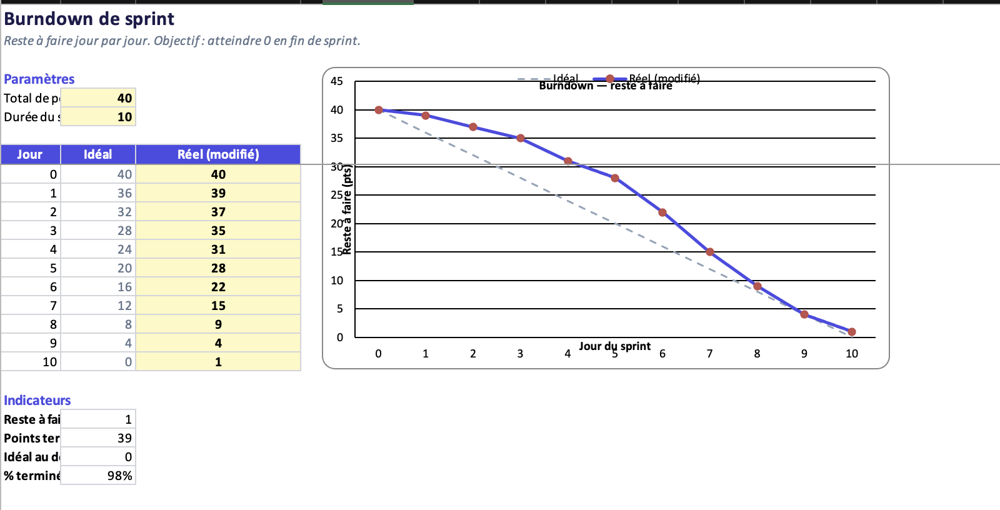 Burndown de sprint
Reste à faire jour par jour. Objectif : atteindre 0 en fin de sprint.
Paramètres
Total de p 40
Durée du s 10
Jour Idéal Réel (modifié)
0 40 40
1 36 39
2 32 37
3 28 35
4 24 31
5 20 28
6 16 22
7 12 15
8 8 9
9 4 4
10 0 1
Idéal Réel (modifié)
Burndown — reste à faire
45
40
35
30
25
20
15
10
5
0
Reste à faire (pts)
Jour du sprint
0 1 2 3 4 5 6 7 8 9 10
Indicateurs
Reste à fai 1
Points ter 39
Idéal au d 0
% terminé 98%